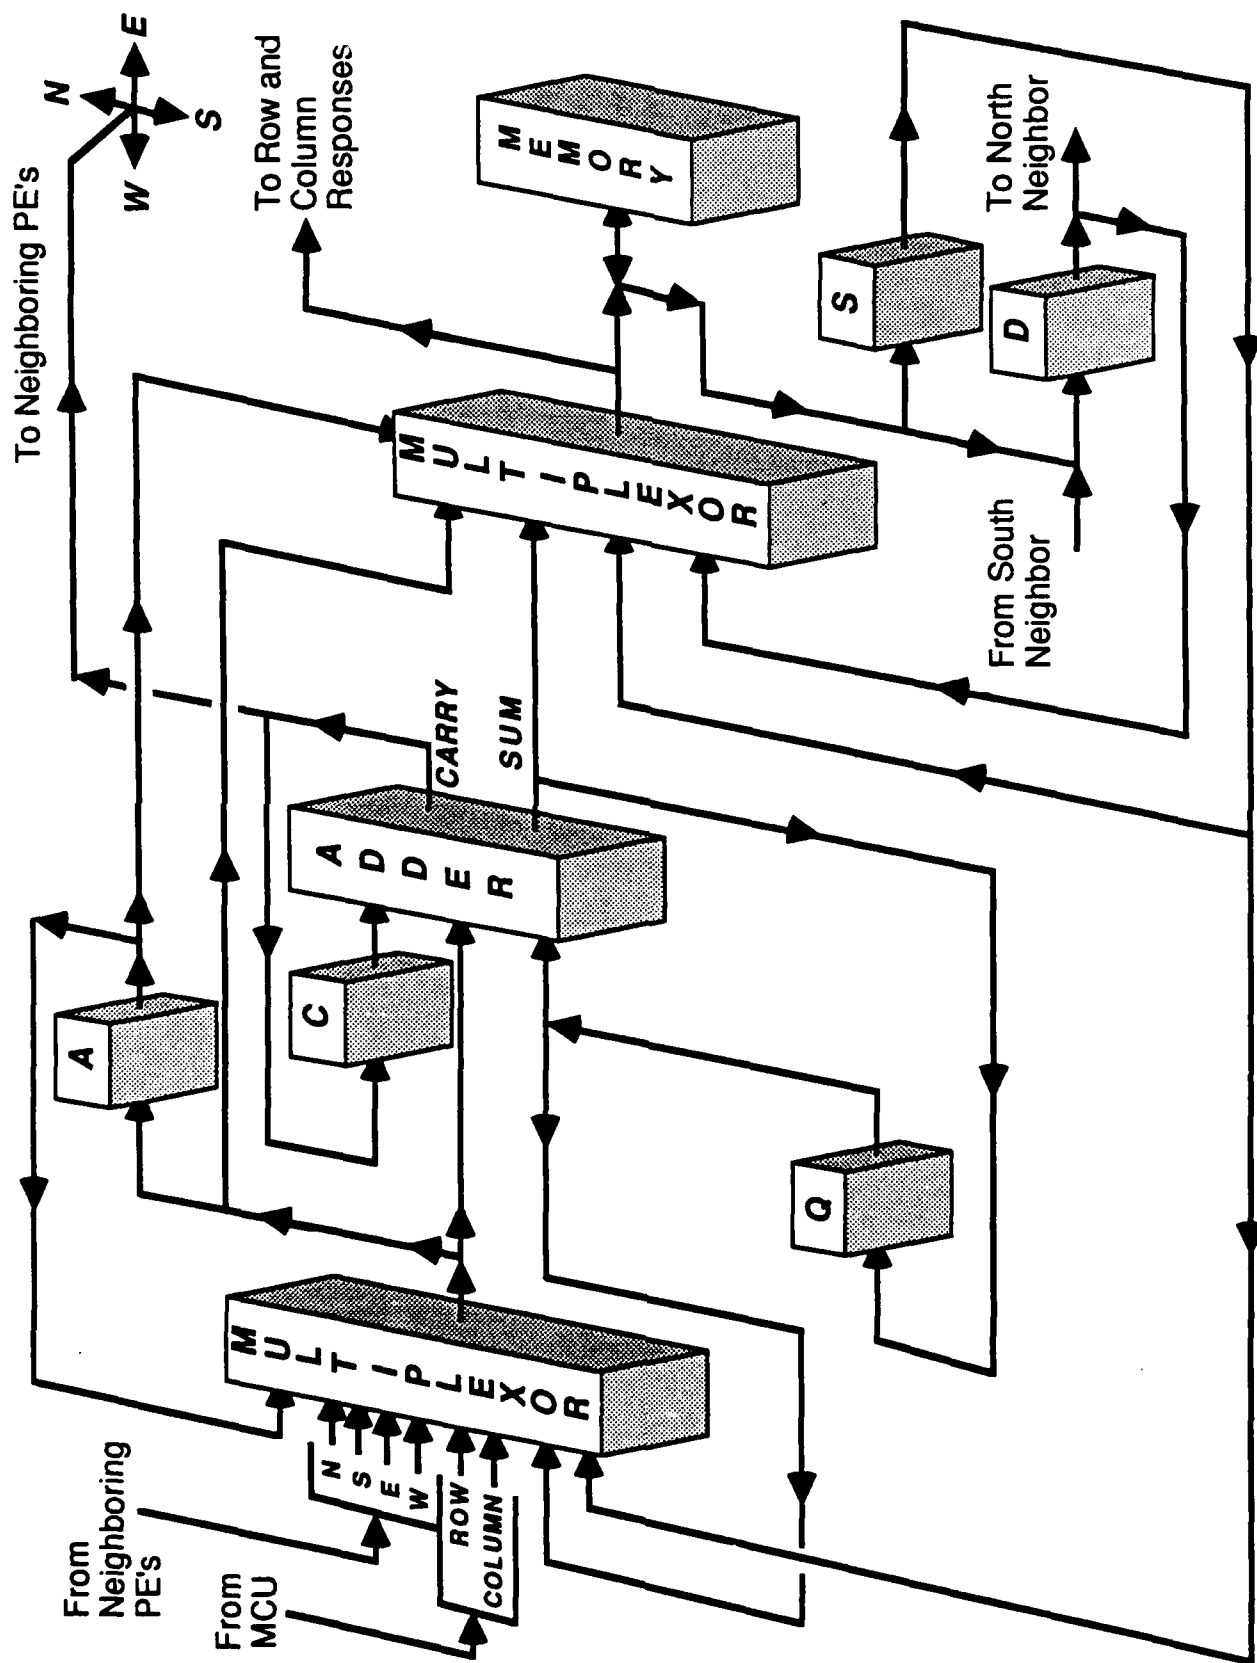 To Neighboring PE's
N
E
W
S
To Row and
Column
Responses
MEMORY
S
D
To North
Neighbor
From South
Neighbor
MULTIPLEXOR
CARRY
SUM
ADDER
A
C
Q
MULTIPLEXOR
N
S
E
W
ROW
COLUMN
From
Neighboring
PE's
From
MCU